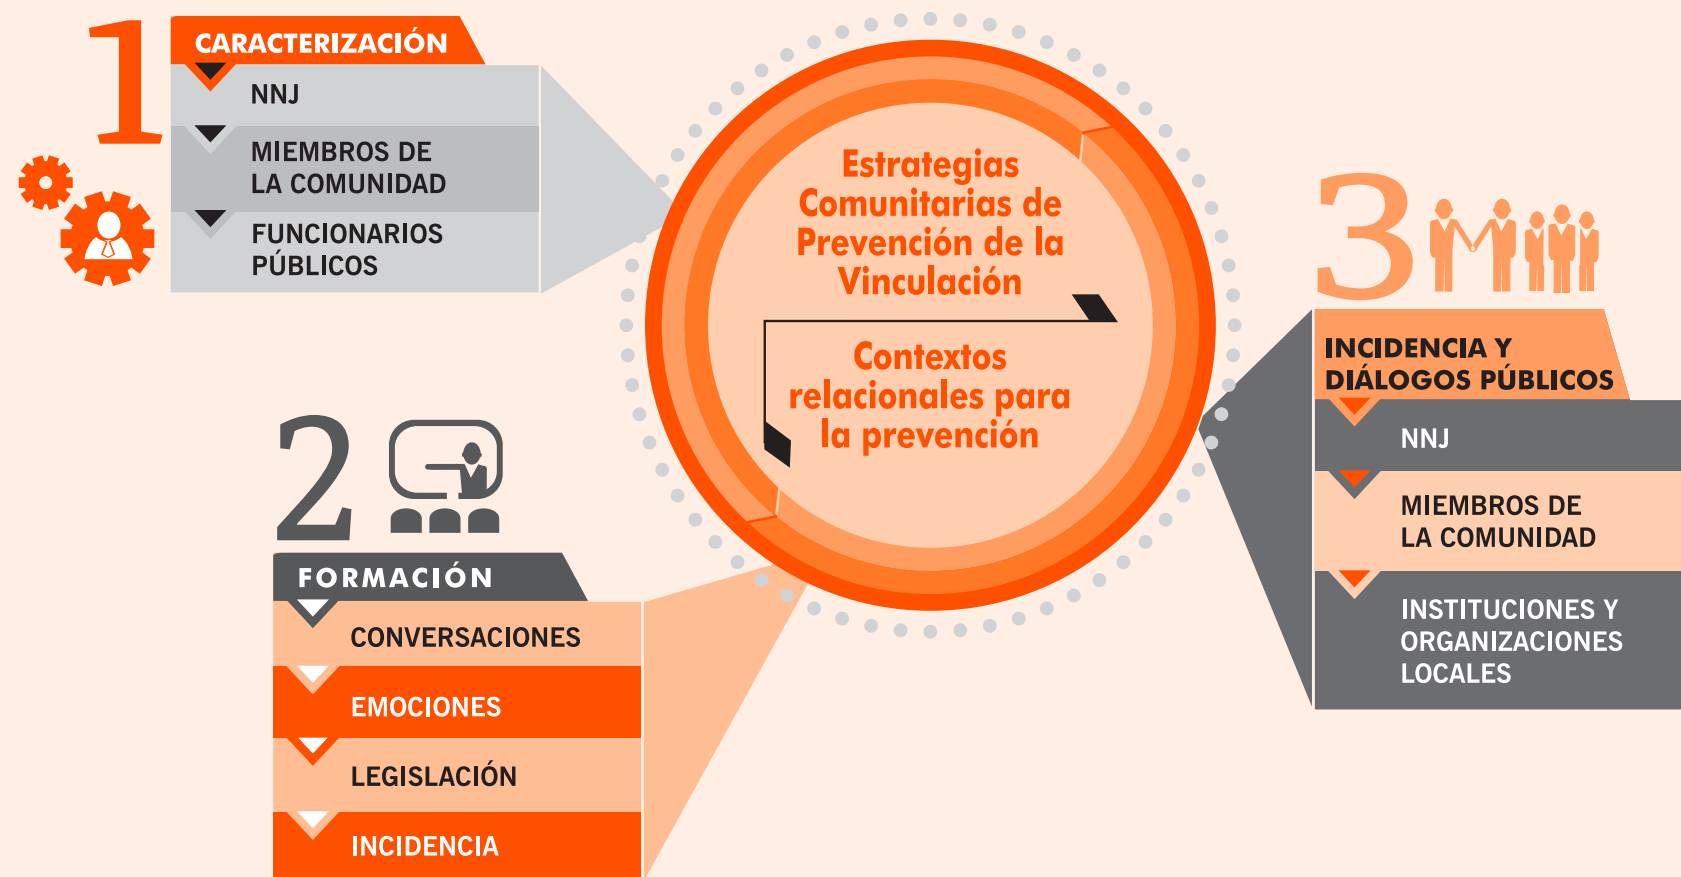 1
CARACTERIZACIÓN
NNJ
MIEMBROS DE
LA COMUNIDAD
FUNCIONARIOS
PÚBLICOS
Estrategias
Comunitarias de
Prevención de la
Vinculación
Contextos
relacionales para
la prevención
2
FORMACIÓN
CONVERSACIONES
EMOCIONES
LEGISLACIÓN
INCIDENCIA
3
INCIDENCIA Y
DIÁLOGOS PÚBLICOS
NNJ
MIEMBROS DE
LA COMUNIDAD
INSTITUCIONES Y
ORGANIZACIONES
LOCALES